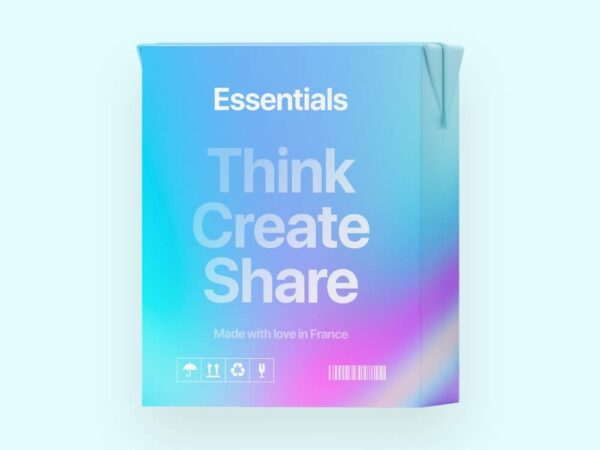 Essentials
Think
Create
Share
Made with love in France